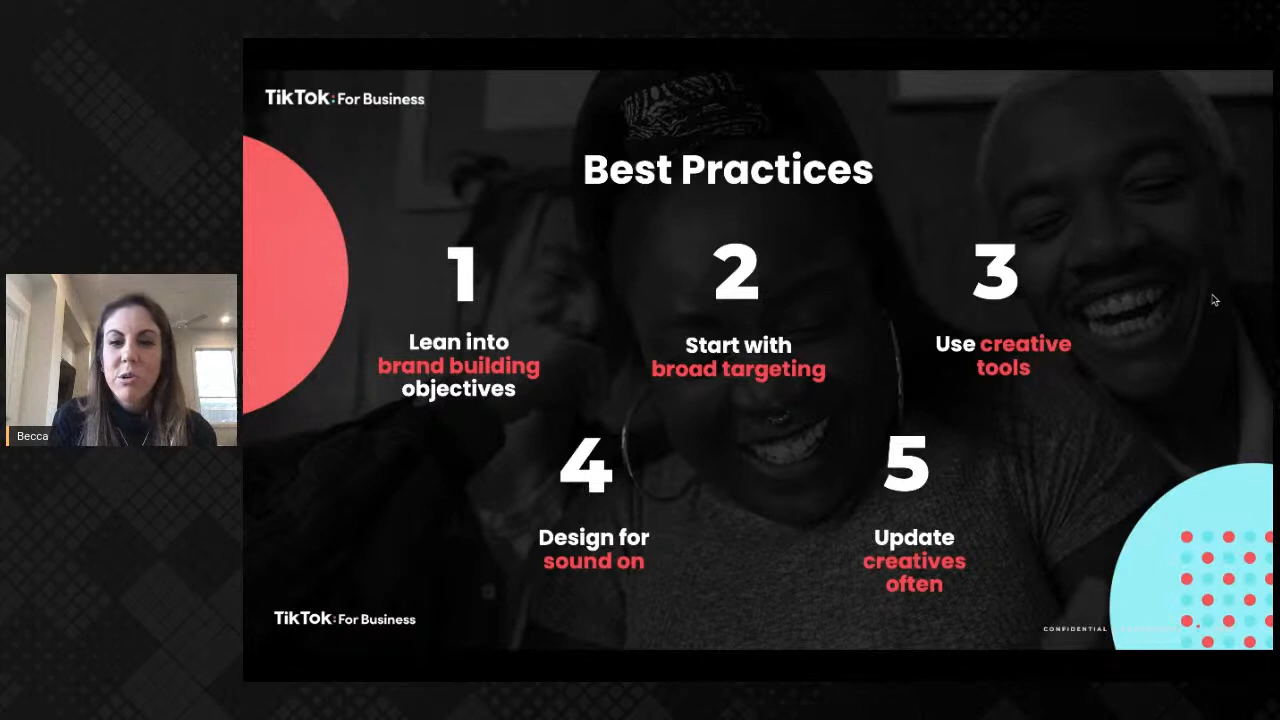 TikTok: For Business
Best Practices
1
2
3
Lean into
brand building
objectives
Start with
broad targeting
Use creative
tools
4
5
Design for
sound on
Update
creatives
often
Becca
TikTok: For Business
CONFIDENTIAL